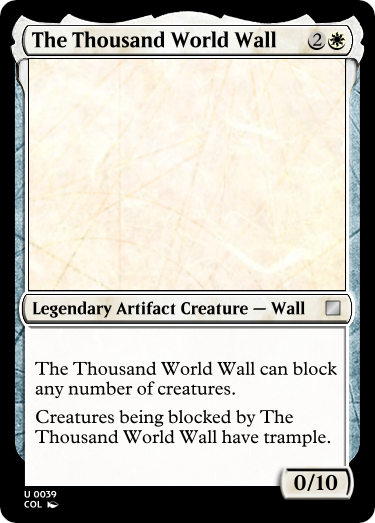 The Thousand World Wall 2
Legendary Artifact Creature — Wall
The Thousand World Wall can block
any number of creatures.
Creatures being blocked by The
Thousand World Wall have trample.
0/10
U 0039
COL